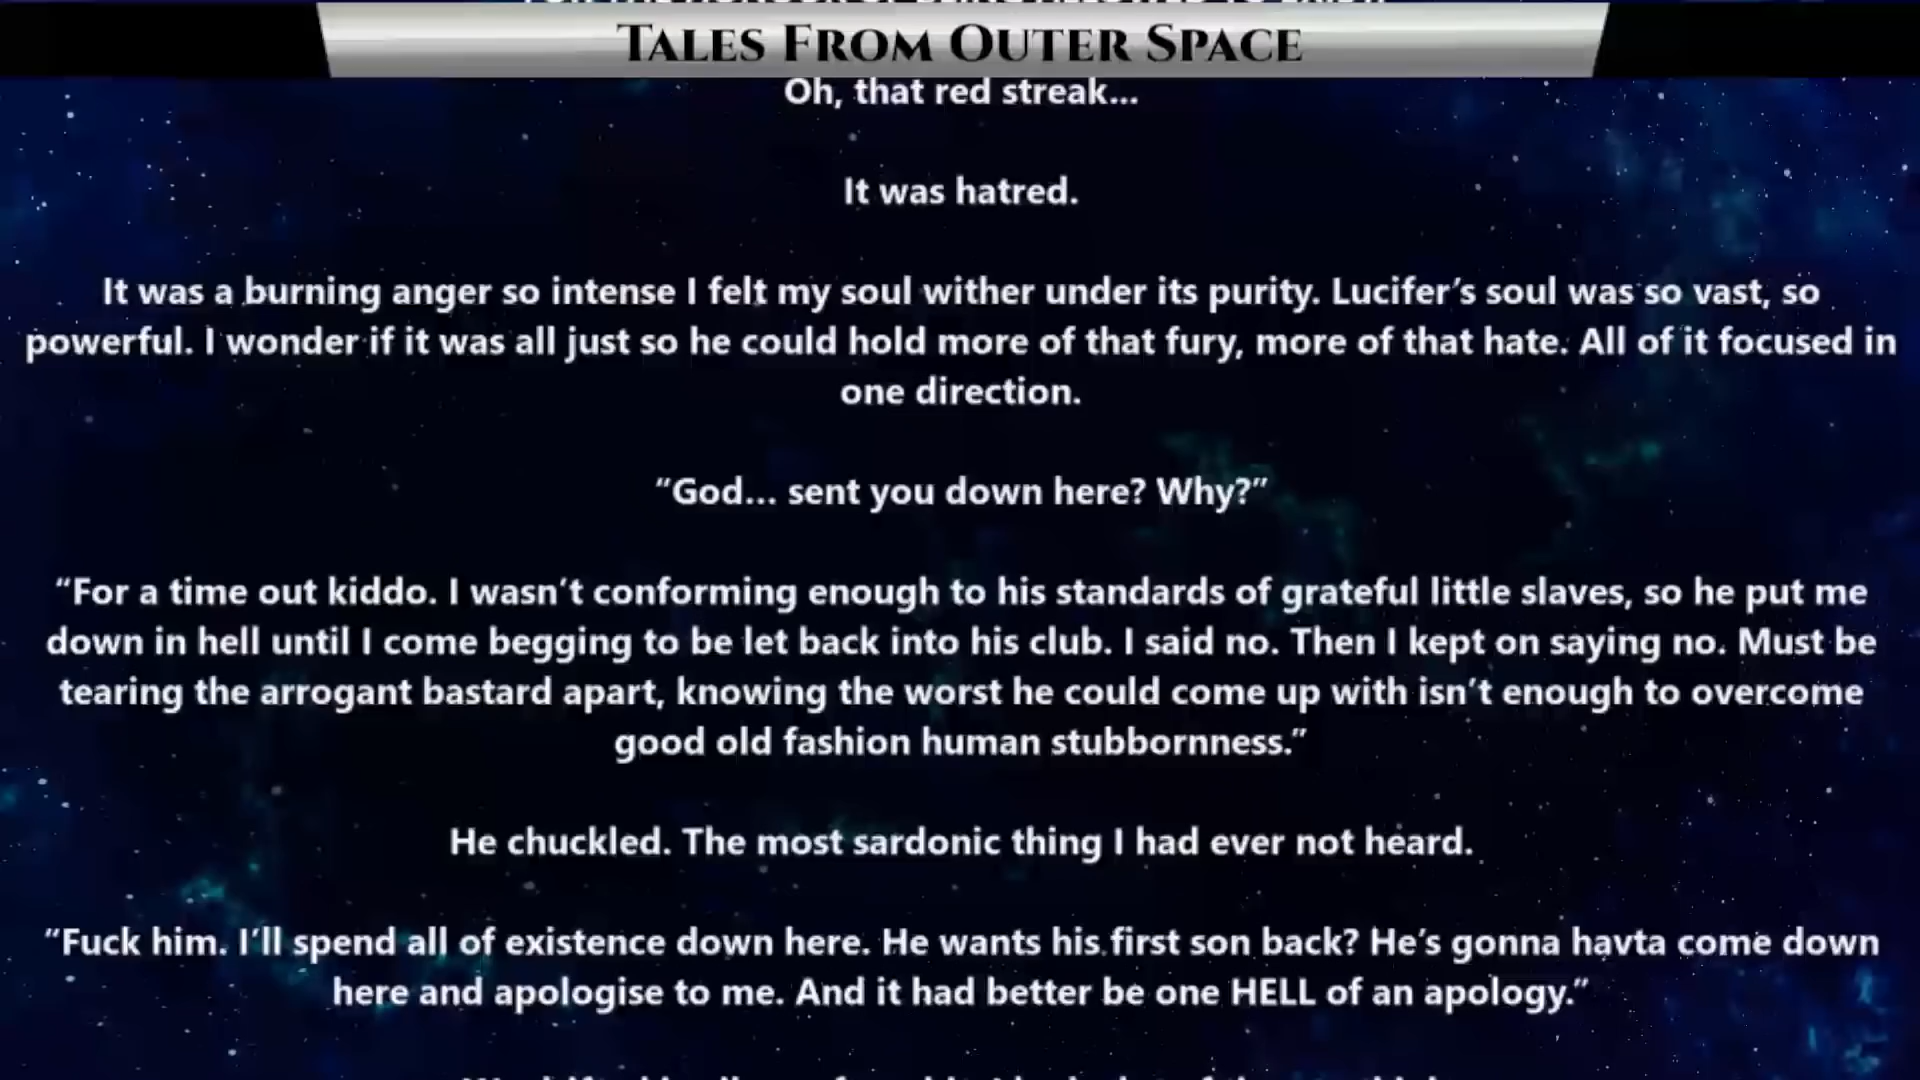 TALES FROM OUTER SPACE
Oh, that red streak...
It was hatred.
It was a burning anger so intense I felt my soul wither under its purity. Lucifer's soul was so vast, so
powerful. I wonder if it was all just so he could hold more of that fury, more of that hate. All of it focused in
one direction.
"God... sent you down here? Why?"
"For a time out kiddo. I wasn't conforming enough to his standards of grateful little slaves, so he put me
down in hell until I come begging to be let back into his club. I said no. Then I kept on saying no. Must be
tearing the arrogant bastard apart, knowing the worst he could come up with isn't enough to overcome
good old fashion human stubbornness."
He chuckled. The most sardonic thing I had ever not heard.
"Fuck him. I'll spend all of existence down here. He wants his first son back? He's gonna havta come down
here and apologise to me. And it had better be one HELL of an apology."